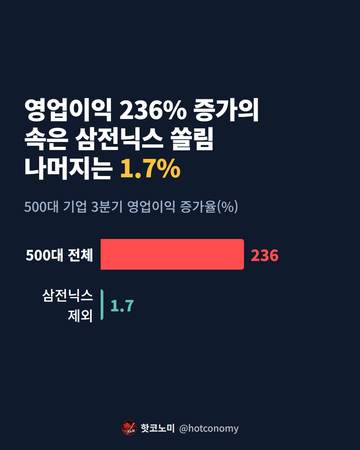 영업이익 236% 증가의
속은 삼전닉스 쏠림
나머지는 1.7%
500대 기업 3분기 영업이익 증가율(%)
500대 전체 236
삼전닉스
제외 1.7
핫코노미 @hotconomy